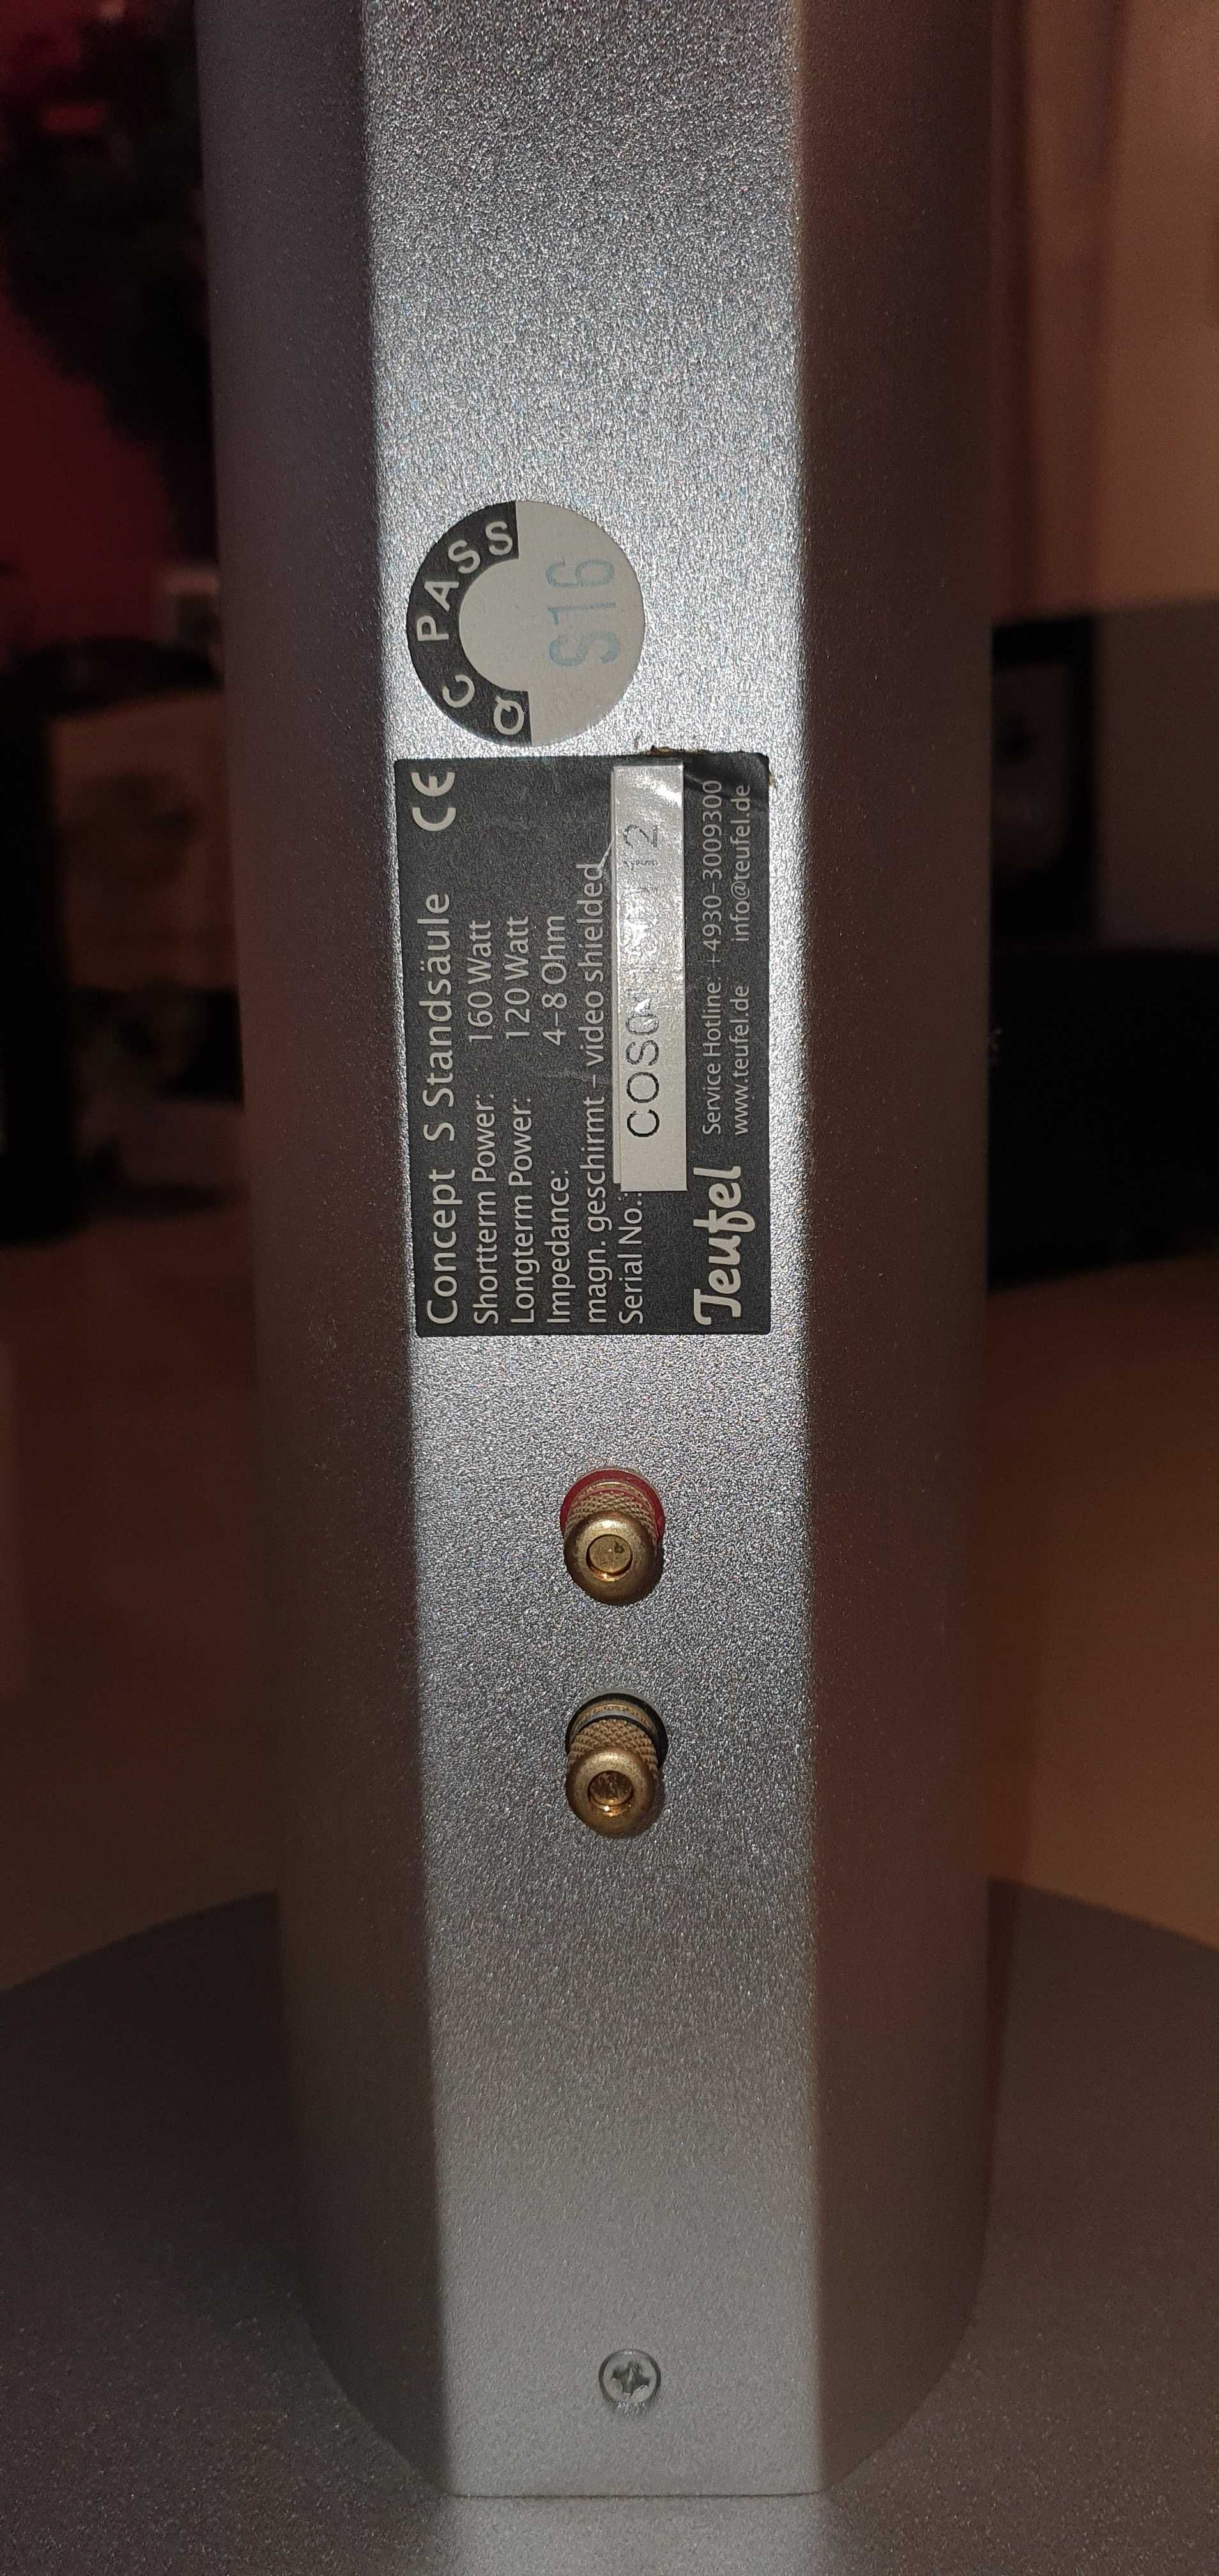 QC PASS
S16
Concept S Standsäule CE
Shortterm Power: 160 Watt
Longterm Power: 120 Watt
Impedance: 4-8 Ohm
magn. geschirmt – video shielded
Serial No.:
Teufel
Service Hotline: +4930-3009300
www.teufel.de info@teufel.de